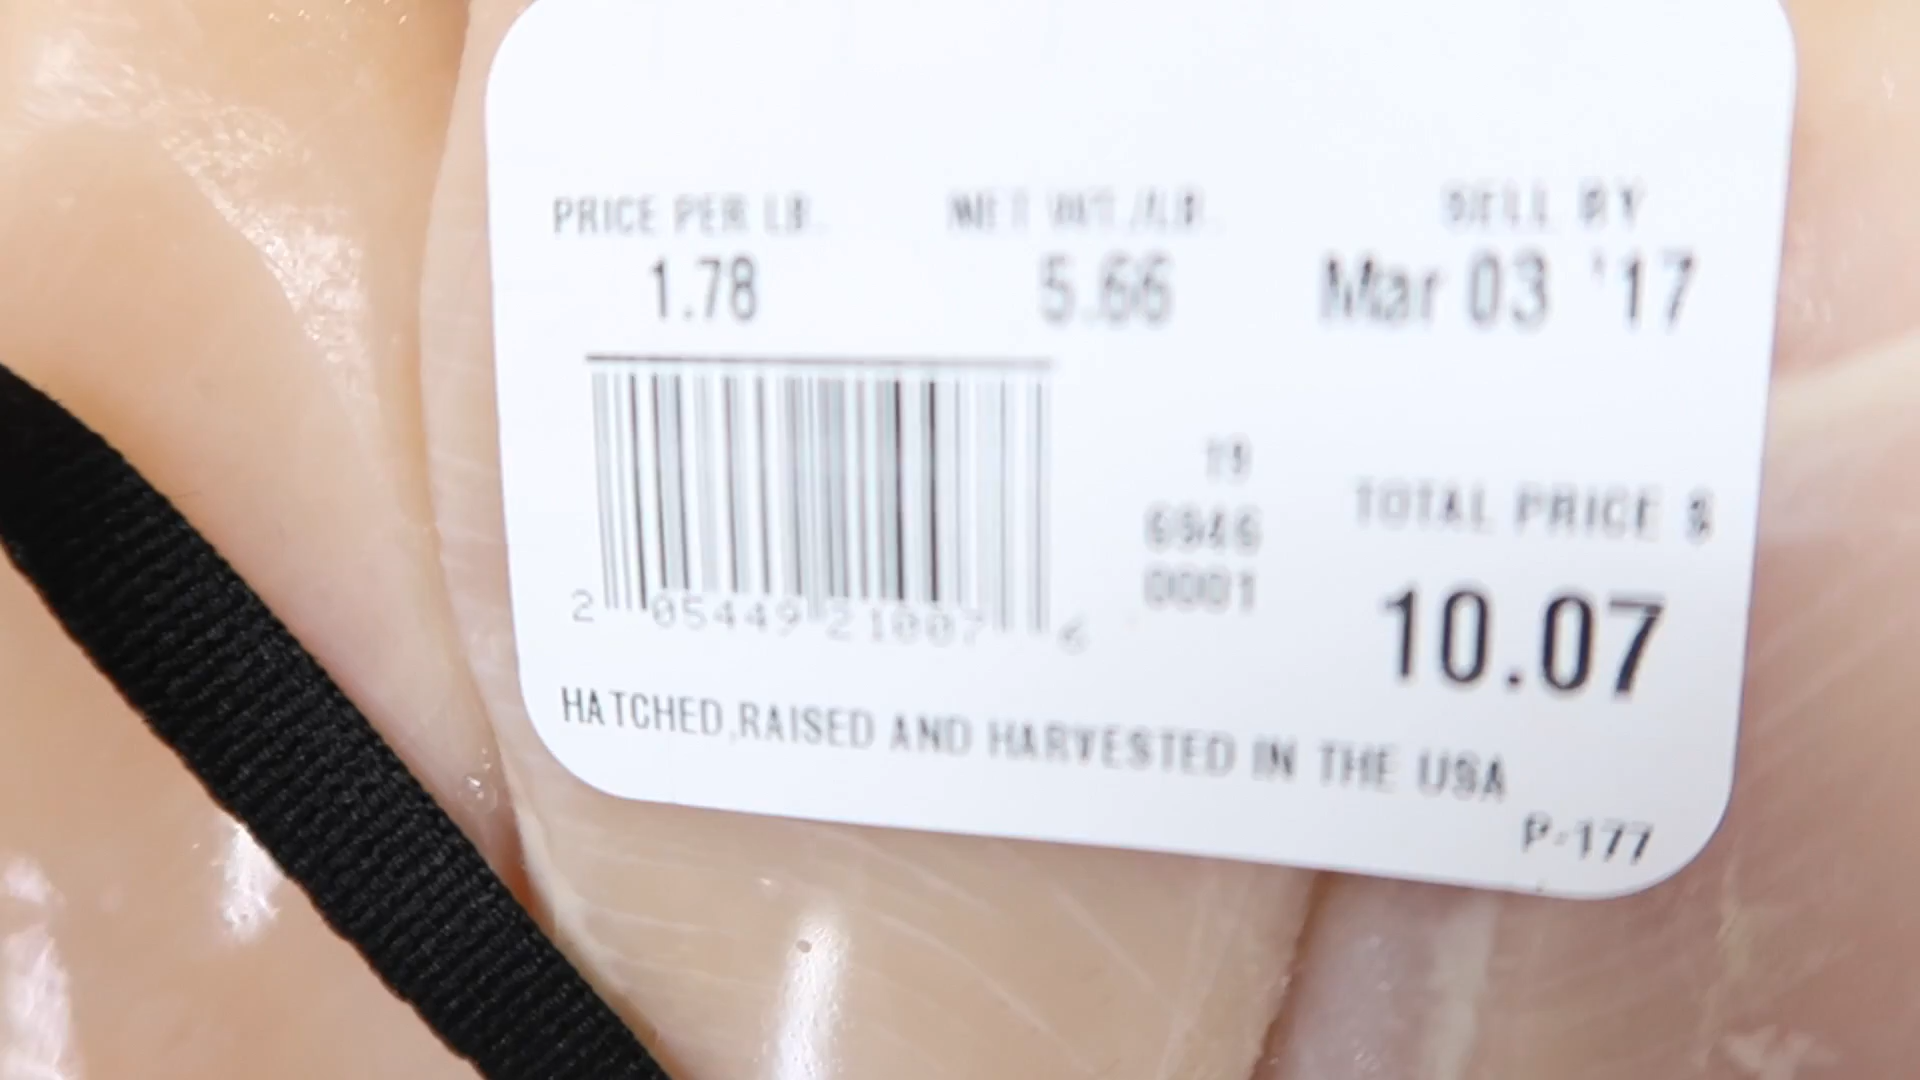 PRICE PER LB. NET WT./LB. SELL BY
1.78 5.66 Mar 03 '17
19
6946
0001
TOTAL PRICE $
10.07
2 05449 21007 6
HATCHED,RAISED AND HARVESTED IN THE USA
P-177